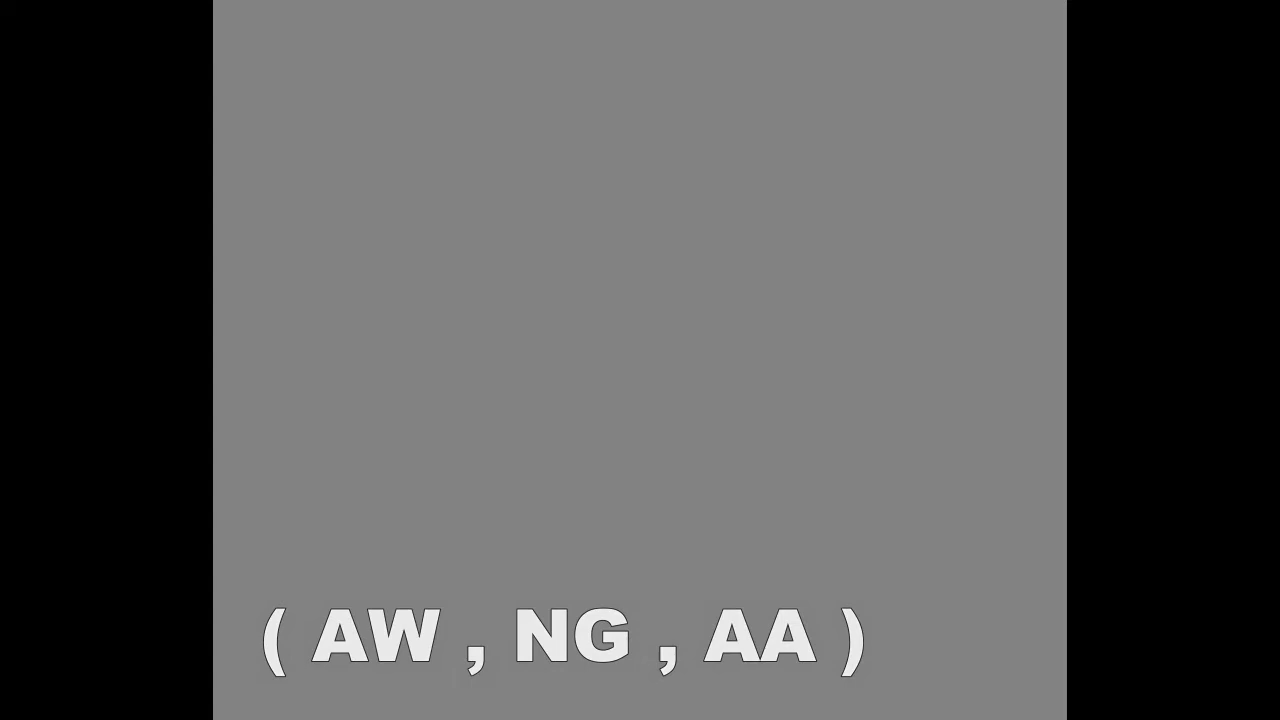 ( AW , NG , AA )